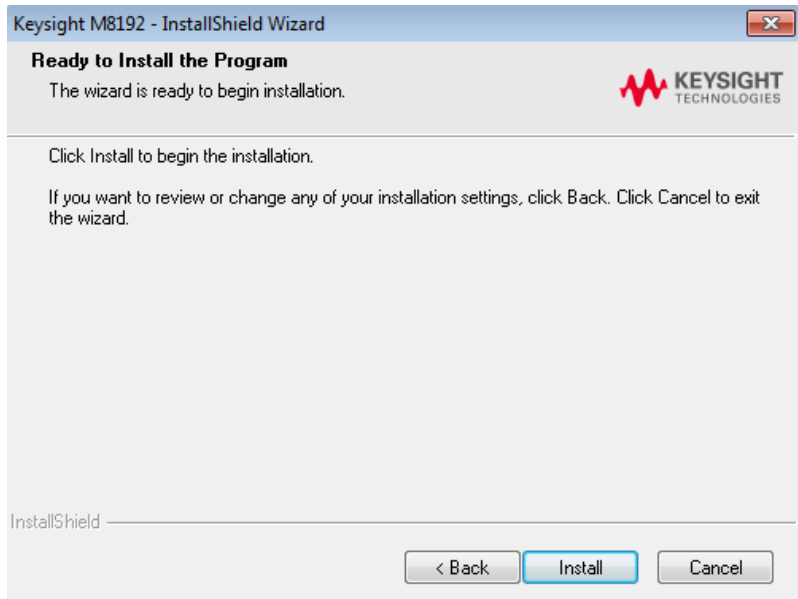 Keysight M8192 - InstallShield Wizard
Ready to Install the Program
The wizard is ready to begin installation.
KEYSIGHT
TECHNOLOGIES
Click Install to begin the installation.
If you want to review or change any of your installation settings, click Back. Click Cancel to exit
the wizard.
InstallShield
< Back
Install
Cancel